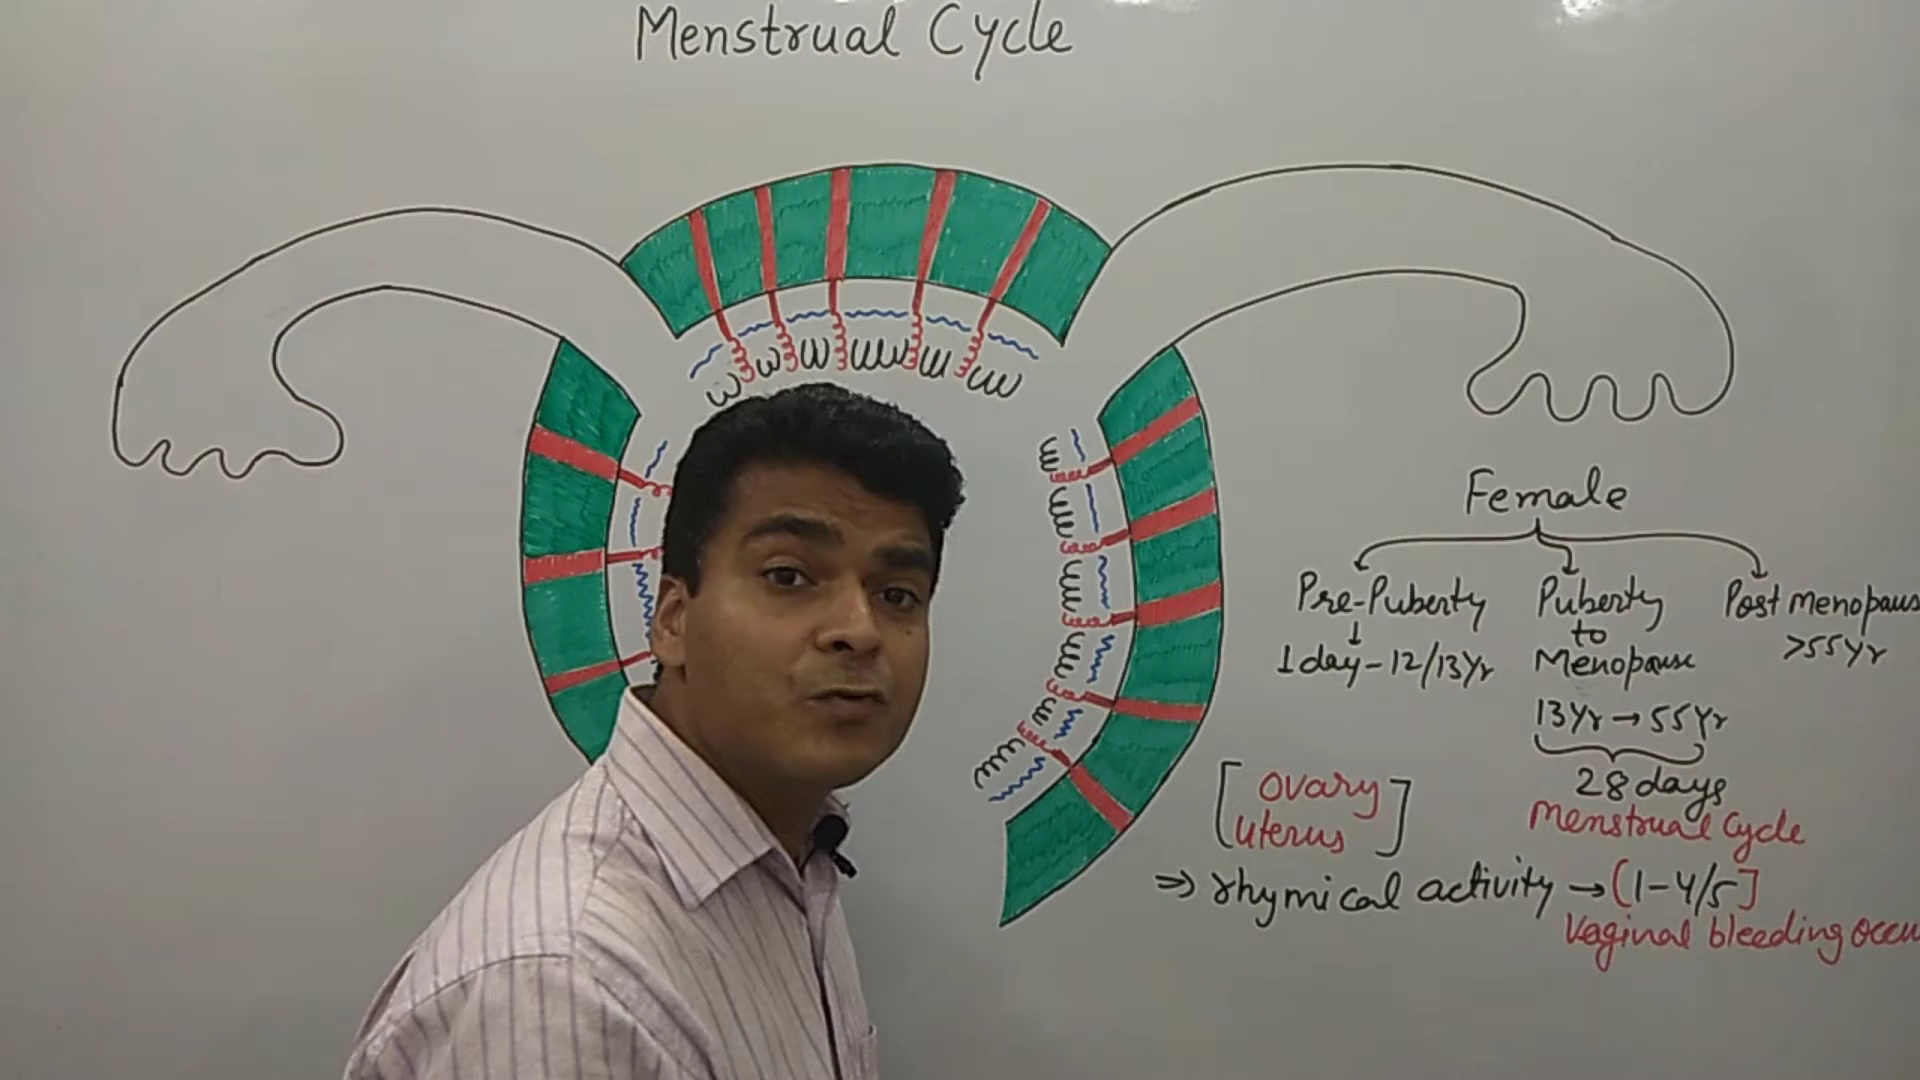 Menstrual Cycle
Female
Pre-Puberty
1day-12/13Yr
Puberty
to
Menopause
13Yr→55Yr
28days
Menstrual Cycle
Post menopaus
>55Yr
[ovary
uterus]
⇒ rhymical activity → (1-4/5]
Vaginal bleeding occu